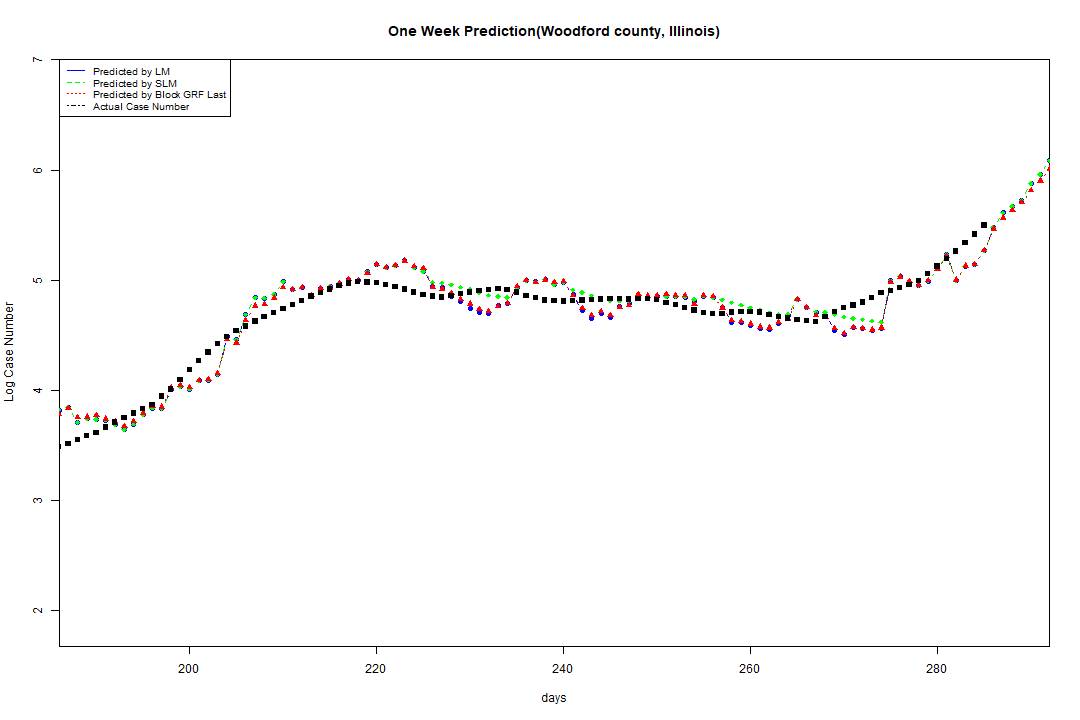 One Week Prediction(Woodford county, Illinois)
7
Predicted by LM
Predicted by SLM
Predicted by Block GRF Last
Actual Case Number
6
5
4
3
2
Log Case Number
200 220 240 260 280
days